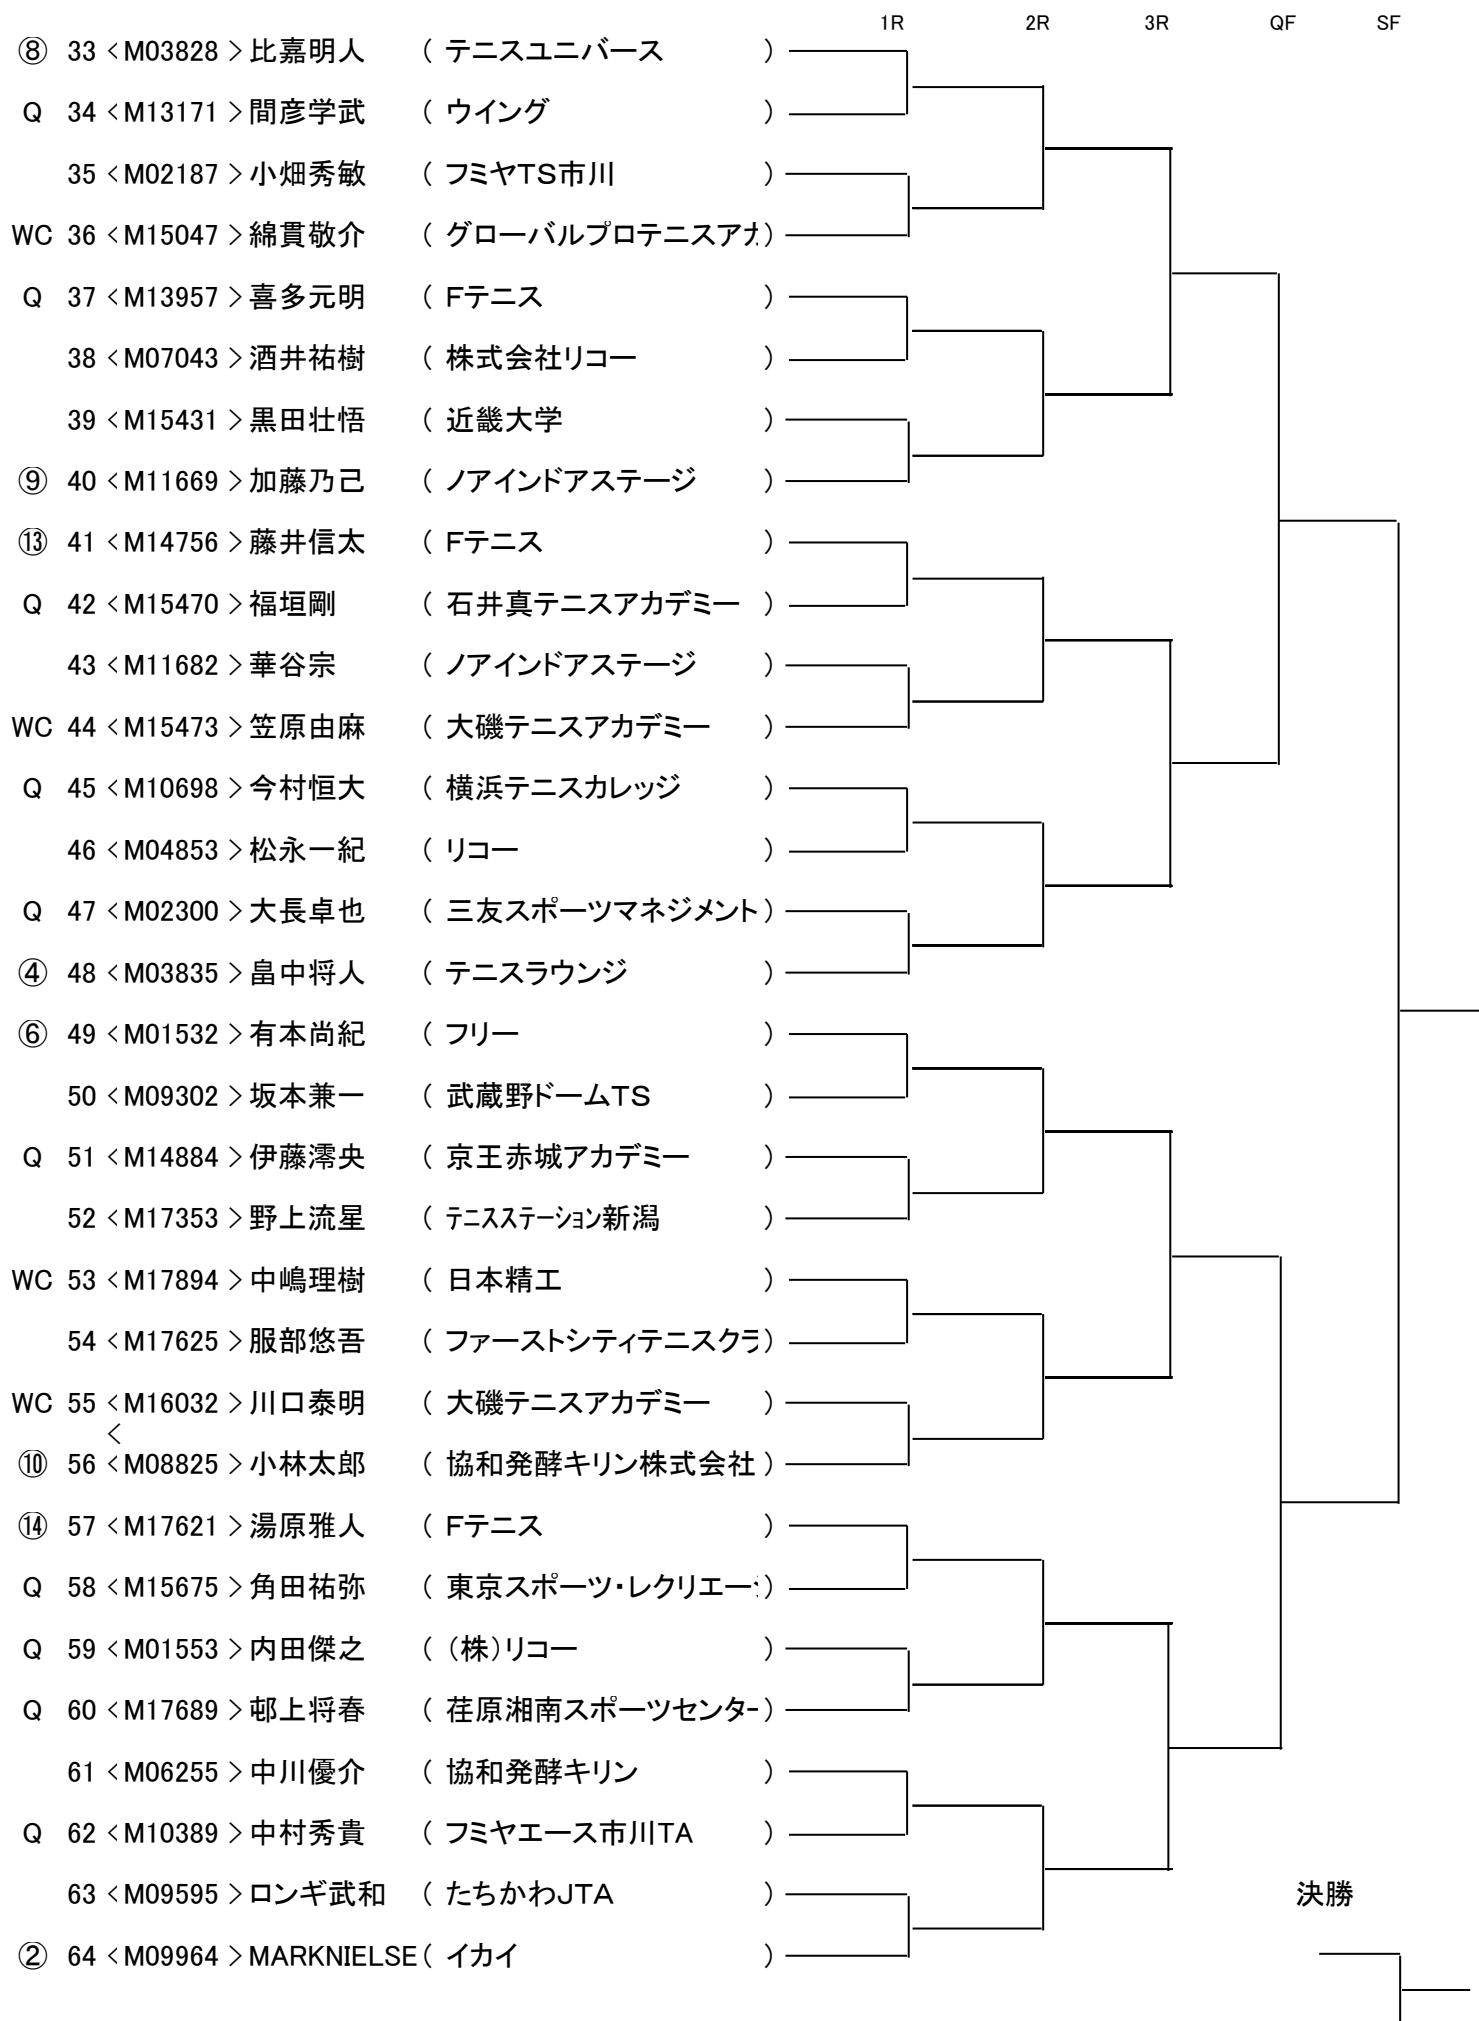 1R 2R 3R QF SF
⑧ 33 <M03828 > 比嘉明人 ( テニスユニバース )
Q 34 <M13171 > 間彦学武 ( ウイング )
35 <M02187 > 小畑秀敏 ( フミヤTS市川 )
WC 36 <M15047 > 綿貫敬介 ( グローバルプロテニスアカ )
Q 37 <M13957 > 喜多元明 ( Fテニス )
38 <M07043 > 酒井祐樹 ( 株式会社リコー )
39 <M15431 > 黒田壮悟 ( 近畿大学 )
⑨ 40 <M11669 > 加藤乃己 ( ノアインドアステージ )
⑬ 41 <M14756 > 藤井信太 ( Fテニス )
Q 42 <M15470 > 福垣剛 ( 石井真テニスアカデミー )
43 <M11682 > 華谷宗 ( ノアインドアステージ )
WC 44 <M15473 > 笠原由麻 ( 大磯テニスアカデミー )
Q 45 <M10698 > 今村恒大 ( 横浜テニスカレッジ )
46 <M04853 > 松永一紀 ( リコー )
Q 47 <M02300 > 大長卓也 ( 三友スポーツマネジメント )
④ 48 <M03835 > 畠中将人 ( テニスラウンジ )
⑥ 49 <M01532 > 有本尚紀 ( フリー )
50 <M09302 > 坂本兼一 ( 武蔵野ドームTS )
Q 51 <M14884 > 伊藤澪央 ( 京王赤城アカデミー )
52 <M17353 > 野上流星 ( テニスステーション新潟 )
WC 53 <M17894 > 中嶋理樹 ( 日本精工 )
54 <M17625 > 服部悠吾 ( ファーストシティテニスクラ )
WC 55 <M16032 > 川口泰明 ( 大磯テニスアカデミー )
<
⑩ 56 <M08825 > 小林太郎 ( 協和発酵キリン株式会社 )
⑭ 57 <M17621 > 湯原雅人 ( Fテニス )
Q 58 <M15675 > 角田祐弥 ( 東京スポーツ・レクリエーシ )
Q 59 <M01553 > 内田傑之 ( (株)リコー )
Q 60 <M17689 > 邨上将春 ( 荏原湘南スポーツセンター )
61 <M06255 > 中川優介 ( 協和発酵キリン )
Q 62 <M10389 > 中村秀貴 ( フミヤエース市川TA )
63 <M09595 > ロンギ武和 ( たちかわJTA )
決勝
② 64 <M09964 > MARKNIELSE ( イカイ )